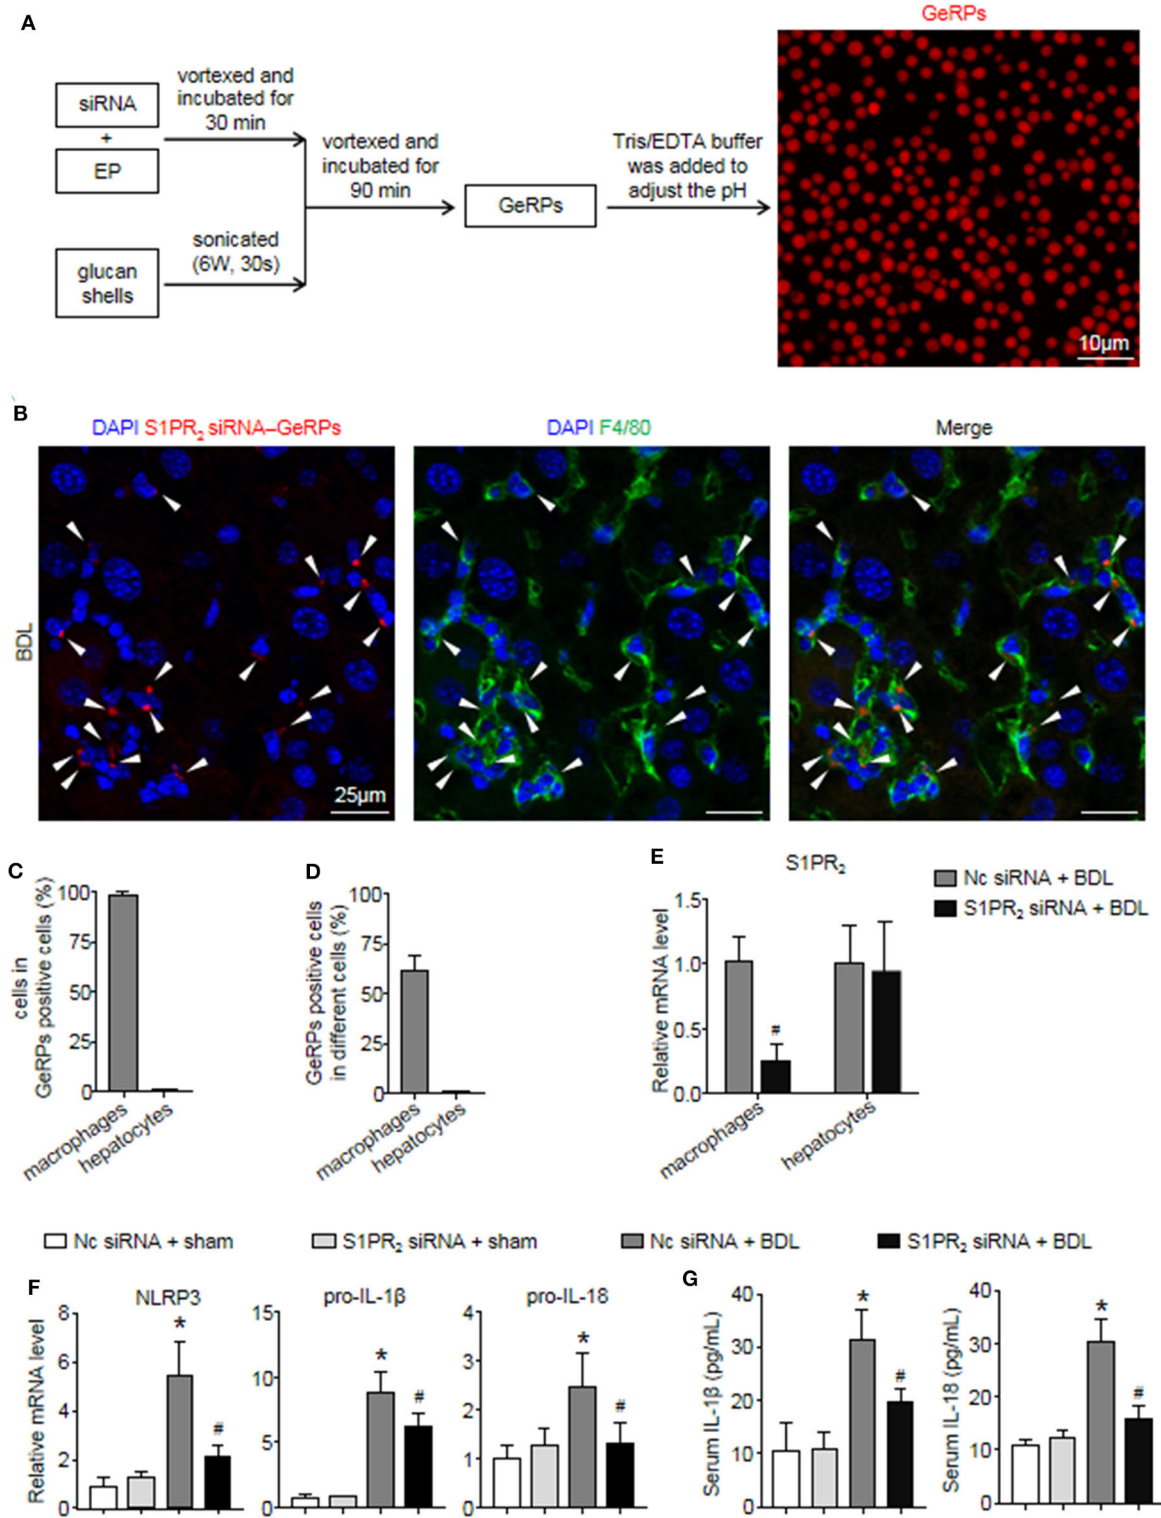 A
GeRPs
siRNA
+
EP
vortexed and
incubated for
30 min
glucan
shells
sonicated
(6W, 30s)
vortexed and
incubated for
90 min
GeRPs
Tris/EDTA buffer
was added to
adjust the pH
10μm
B
DAPI S1PR₂ siRNA–GeRPs
DAPI F4/80
Merge
BDL
25μm
C
cells in
GeRPs positive cells (%)
100
75
50
25
0
macrophages
hepatocytes
D
GeRPs positive cells
in different cells (%)
100
75
50
25
0
macrophages
hepatocytes
E
S1PR₂
Nc siRNA + BDL
S1PR₂ siRNA + BDL
Relative mRNA level
1.5
1.0
0.5
0.0
#
macrophages
hepatocytes
Nc siRNA + sham
S1PR₂ siRNA + sham
Nc siRNA + BDL
S1PR₂ siRNA + BDL
F
NLRP3
Relative mRNA level
8
6
4
2
0
*
#
pro-IL-1β
15
10
5
0
*
#
pro-IL-18
4
3
2
1
0
*
#
G
Serum IL-1β (pg/mL)
40
30
20
10
0
*
#
Serum IL-18 (pg/mL)
40
30
20
10
0
*
#